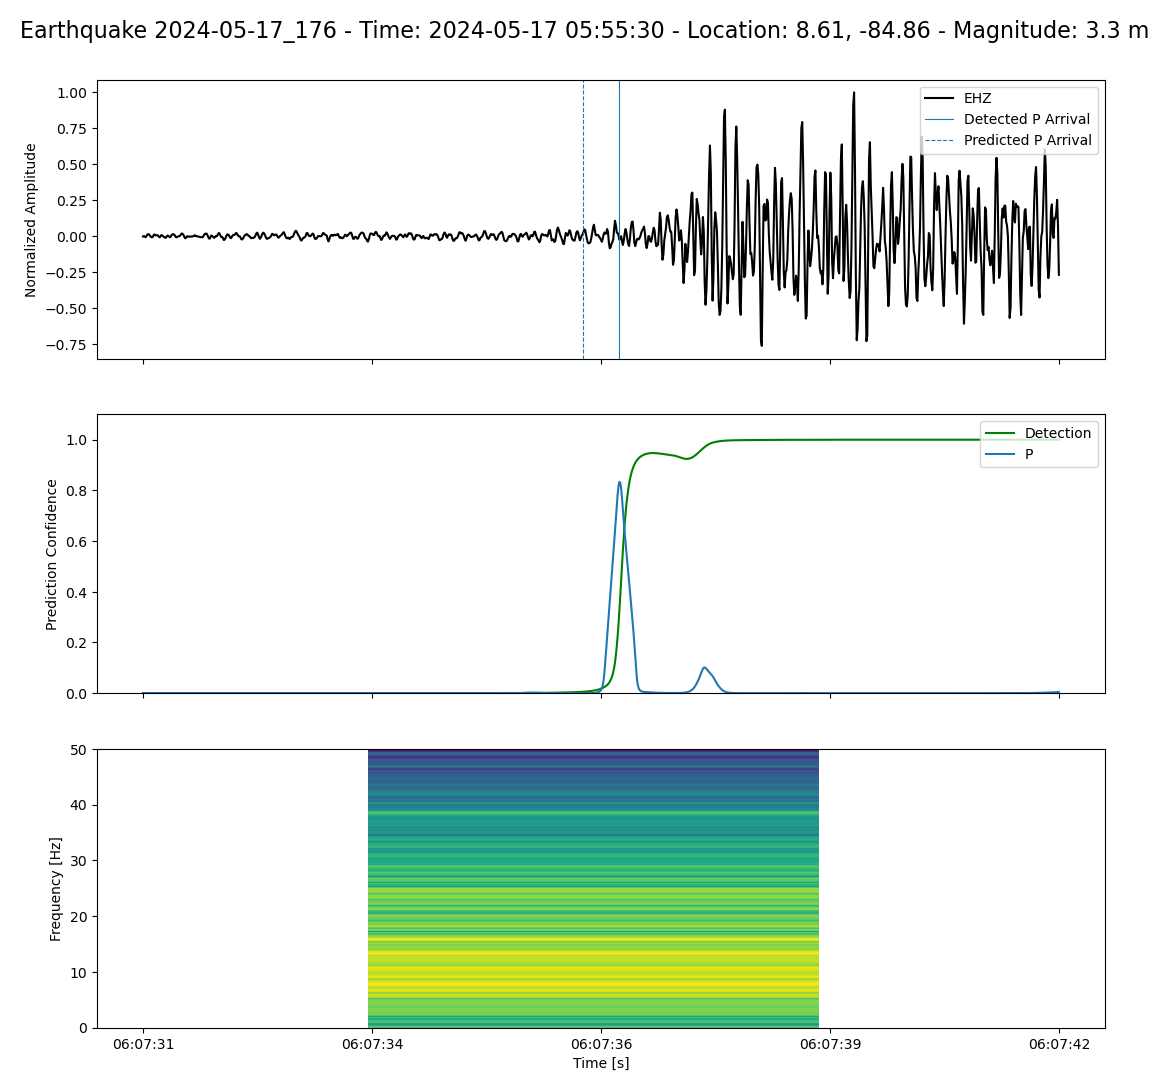 Earthquake 2024-05-17_176 - Time: 2024-05-17 05:55:30 - Location: 8.61, -84.86 - Magnitude: 3.3 m
Normalized Amplitude
1.00
0.75
0.50
0.25
0.00
−0.25
−0.50
−0.75
EHZ
Detected P Arrival
Predicted P Arrival
Prediction Confidence
1.0
0.8
0.6
0.4
0.2
0.0
Detection
P
Frequency [Hz]
50
40
30
20
10
0
06:07:31 06:07:34 06:07:36 06:07:39 06:07:42
Time [s]